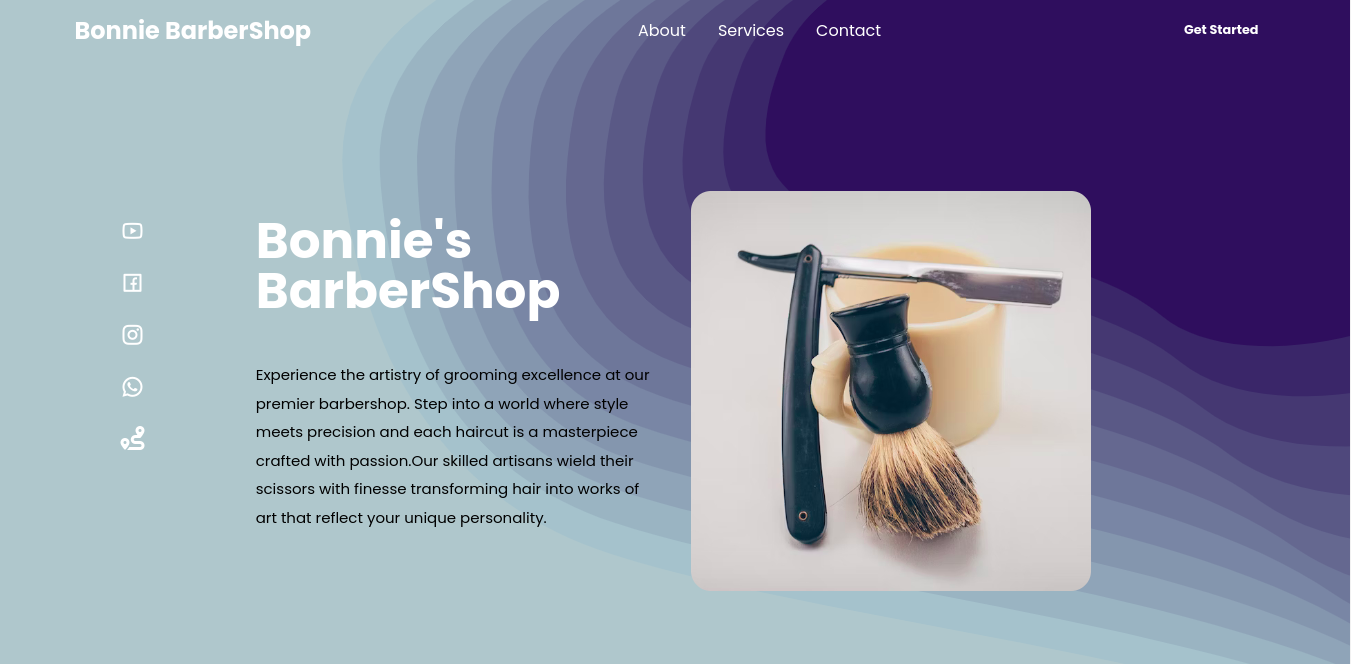 Bonnie BarberShop
About Services Contact
Get Started
Bonnie's
BarberShop
Experience the artistry of grooming excellence at our
premier barbershop. Step into a world where style
meets precision and each haircut is a masterpiece
crafted with passion.Our skilled artisans wield their
scissors with finesse transforming hair into works of
art that reflect your unique personality.